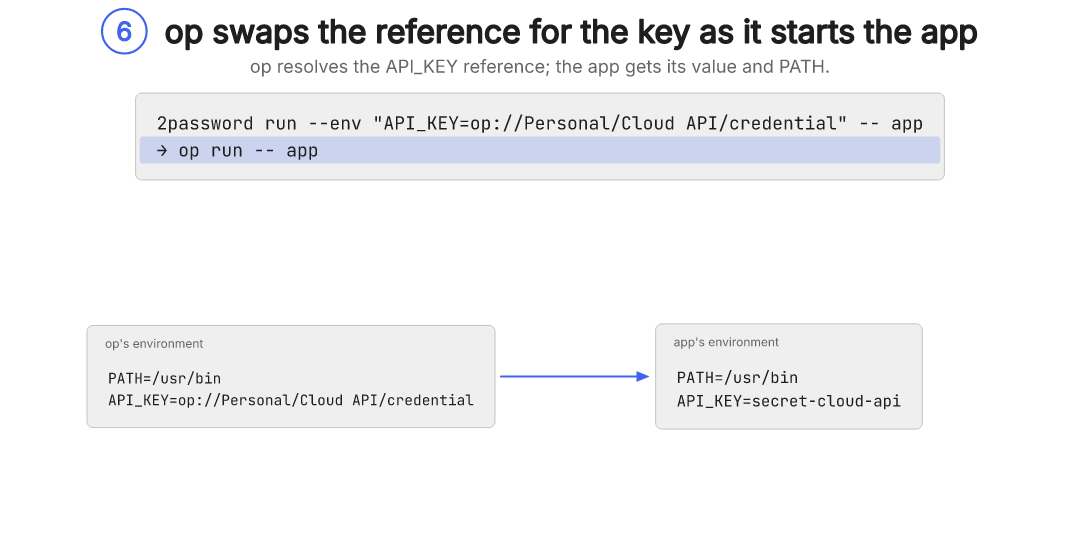 6 op swaps the reference for the key as it starts the app
op resolves the API_KEY reference; the app gets its value and PATH.
2password run --env "API_KEY=op://Personal/Cloud API/credential" -- app
→ op run -- app
op's environment
PATH=/usr/bin
API_KEY=op://Personal/Cloud API/credential
app's environment
PATH=/usr/bin
API_KEY=secret-cloud-api